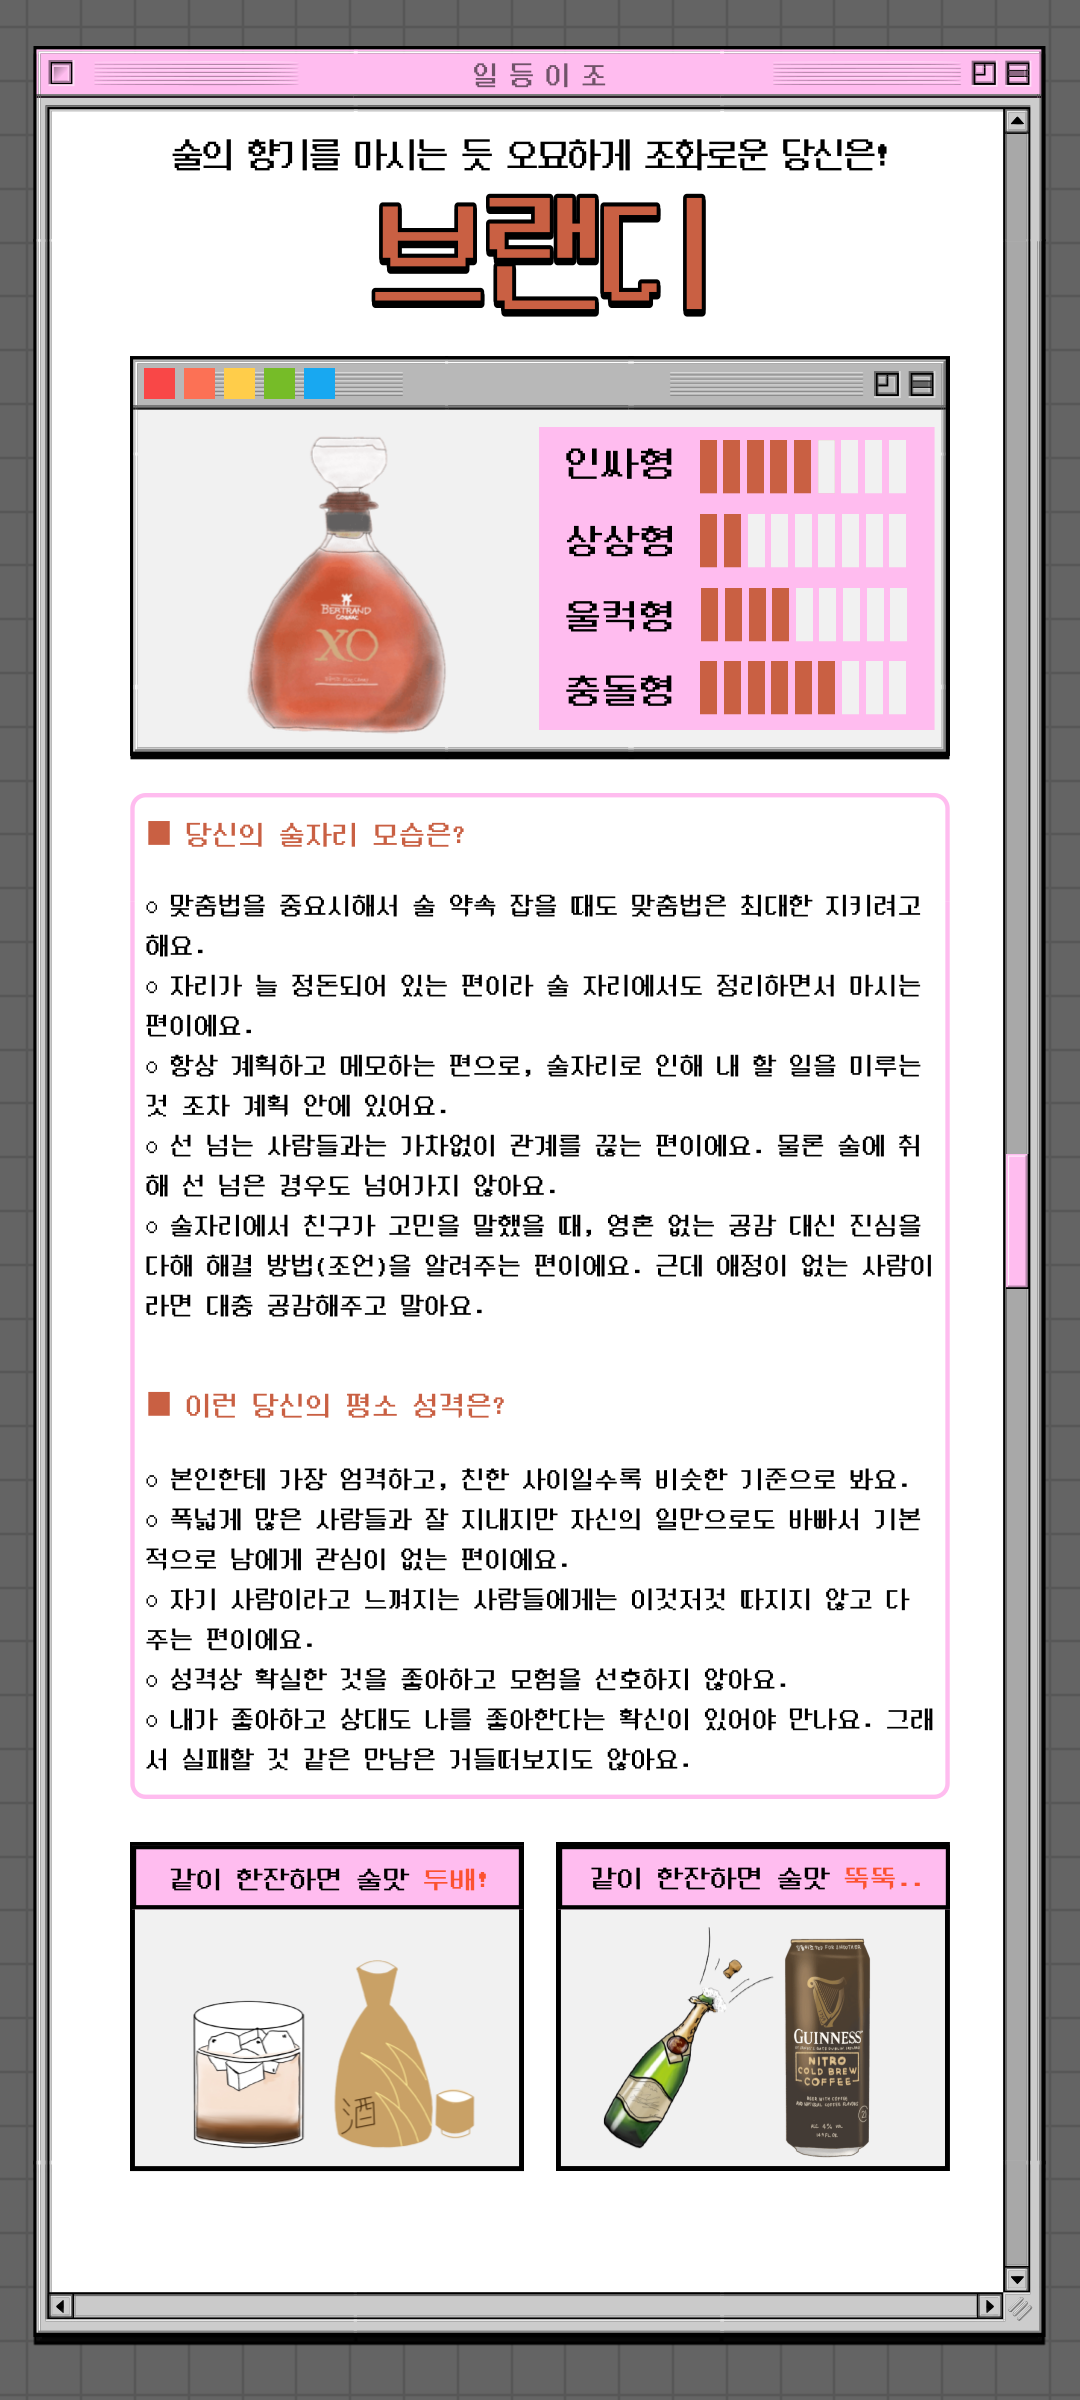 일등이조
술의 향기를 마시는 듯 오묘하게 조화로운 당신은!
브랜디
BERTRAND
COGNAC
XO
인싸형
상상형
울컥형
충돌형
■ 당신의 술자리 모습은?
○ 맞춤법을 중요시해서 술 약속 잡을 때도 맞춤법은 최대한 지키려고
해요.
○ 자리가 늘 정돈되어 있는 편이라 술 자리에서도 정리하면서 마시는
편이에요.
○ 항상 계획하고 메모하는 편으로, 술자리로 인해 내 할 일을 미루는
것 조차 계획 안에 있어요.
○ 선 넘는 사람들과는 가차없이 관계를 끊는 편이에요. 물론 술에 취
해 선 넘은 경우도 넘어가지 않아요.
○ 술자리에서 친구가 고민을 말했을 때, 영혼 없는 공감 대신 진심을
다해 해결 방법(조언)을 알려주는 편이에요. 근데 애정이 없는 사람이
라면 대충 공감해주고 말아요.
■ 이런 당신의 평소 성격은?
○ 본인한테 가장 엄격하고, 친한 사이일수록 비슷한 기준으로 봐요.
○ 폭넓게 많은 사람들과 잘 지내지만 자신의 일만으로도 바빠서 기본
적으로 남에게 관심이 없는 편이에요.
○ 자기 사람이라고 느껴지는 사람들에게는 이것저것 따지지 않고 다
주는 편이에요.
○ 성격상 확실한 것을 좋아하고 모험을 선호하지 않아요.
○ 내가 좋아하고 상대도 나를 좋아한다는 확신이 있어야 만나요. 그래
서 실패할 것 같은 만남은 거들떠보지도 않아요.
같이 한잔하면 술맛 두배!
같이 한잔하면 술맛 뚝뚝..
酒
GUINNESS
NITRO
COLD BREW
COFFEE
BEER WITH COFFEE